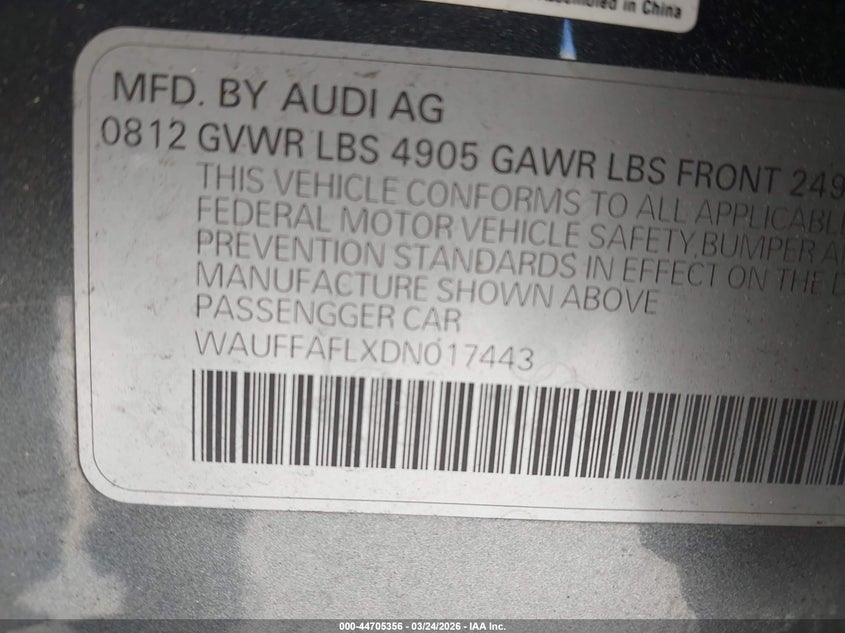 in China
MFD. BY AUDI AG
0812 GVWR LBS 4905 GAWR LBS FRONT 249
THIS VEHICLE CONFORMS TO ALL APPLICABLE
FEDERAL MOTOR VEHICLE SAFETY, BUMPER A
PREVENTION STANDARDS IN EFFECT ON THE D
MANUFACTURE SHOWN ABOVE
PASSENGGER CAR
WAUFFAFLXDN017443
000-44705356 - 03/24/2026 - IAA Inc.